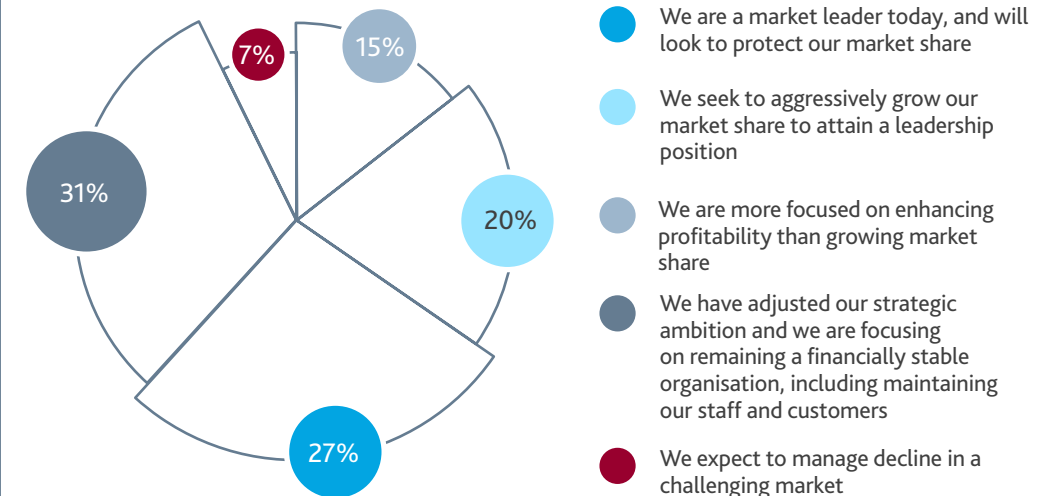 7%
15%
31%
20%
27%
We are a market leader today, and will
look to protect our market share
We seek to aggressively grow our
market share to attain a leadership
position
We are more focused on enhancing
profitability than growing market
share
We have adjusted our strategic
ambition and we are focusing
on remaining a financially stable
organisation, including maintaining
our staff and customers
We expect to manage decline in a
challenging market